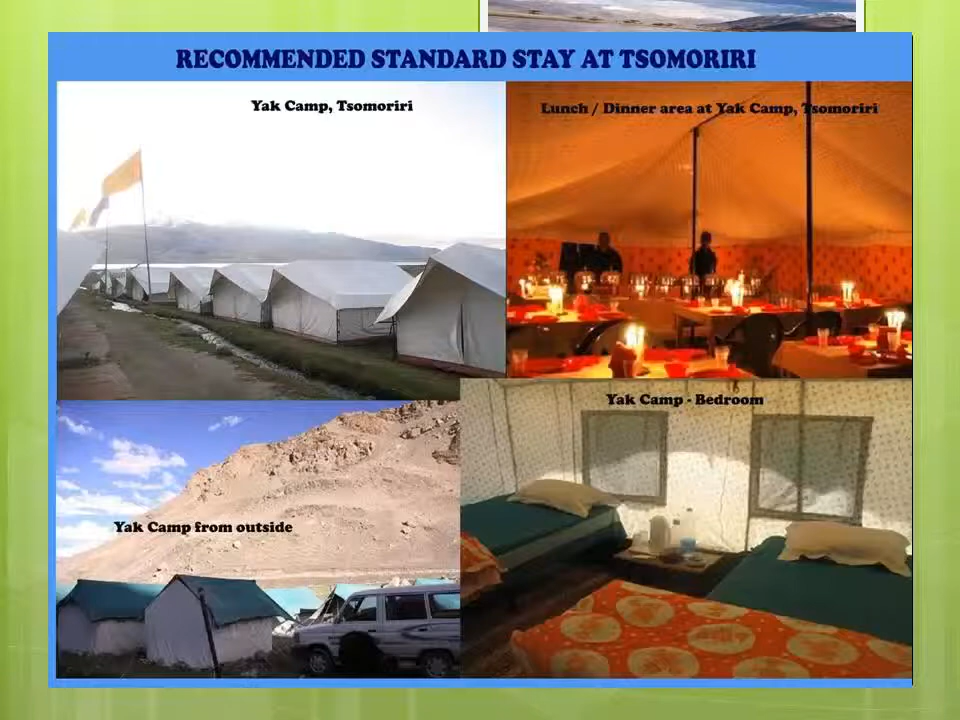 RECOMMENDED STANDARD STAY AT TSOMORIRI
Yak Camp, Tsomoriri
Lunch / Dinner area at Yak Camp, Tsomoriri
Yak Camp - Bedroom
Yak Camp from outside